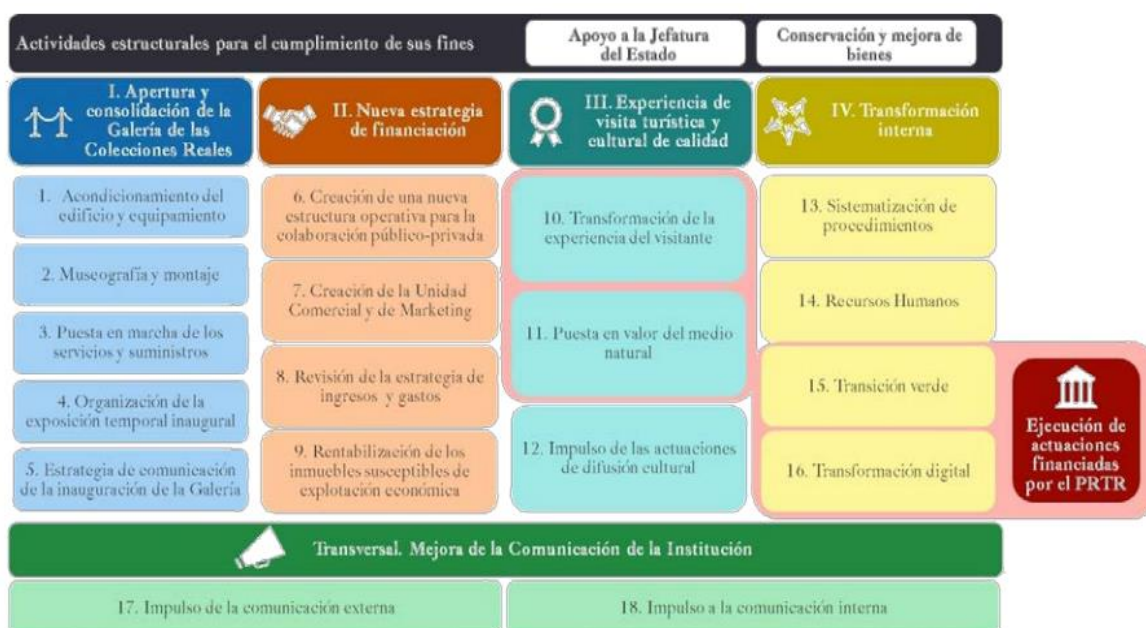 Actividades estructurales para el cumplimiento de sus fines
Apoyo a la Jefatura
del Estado
Conservación y mejora de
bienes
I. Apertura y
consolidación de la
Galería de las
Colecciones Reales
II. Nueva estrategia
de financiación
III. Experiencia de
visita turística y
cultural de calidad
IV. Transformación
interna
1. Acondicionamiento del
edificio y equipamiento
2. Museografía y montaje
3. Puesta en marcha de los
servicios y suministros
4. Organización de la
exposición temporal inaugural
5. Estrategia de comunicación
de la inauguración de la Galería
6. Creación de una nueva
estructura operativa para la
colaboración público-privada
7. Creación de la Unidad
Comercial y de Marketing
8. Revisión de la estrategia de
ingresos y gastos
9. Rentabilización de los
inmuebles susceptibles de
explotación económica
10. Transformación de la
experiencia del visitante
11. Puesta en valor del medio
natural
12. Impulso de las actuaciones
de difusión cultural
13. Sistematización de
procedimientos
14. Recursos Humanos
15. Transición verde
16. Transformación digital
Ejecución de
actuaciones
financiadas
por el PRTR
Transversal. Mejora de la Comunicación de la Institución
17. Impulso de la comunicación externa
18. Impulso a la comunicación interna